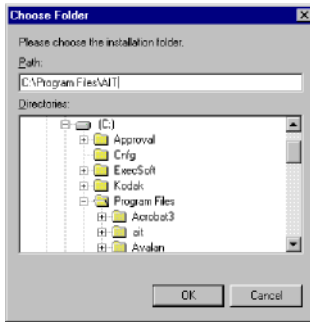 Choose Folder
Please choose the installation folder.
Path:
C:\Program Files\AIT
Directories:
(C:)
Approval
Cnfg
ExecSoft
Kodak
Program Files
Acrobat3
ait
Avalan
OK Cancel